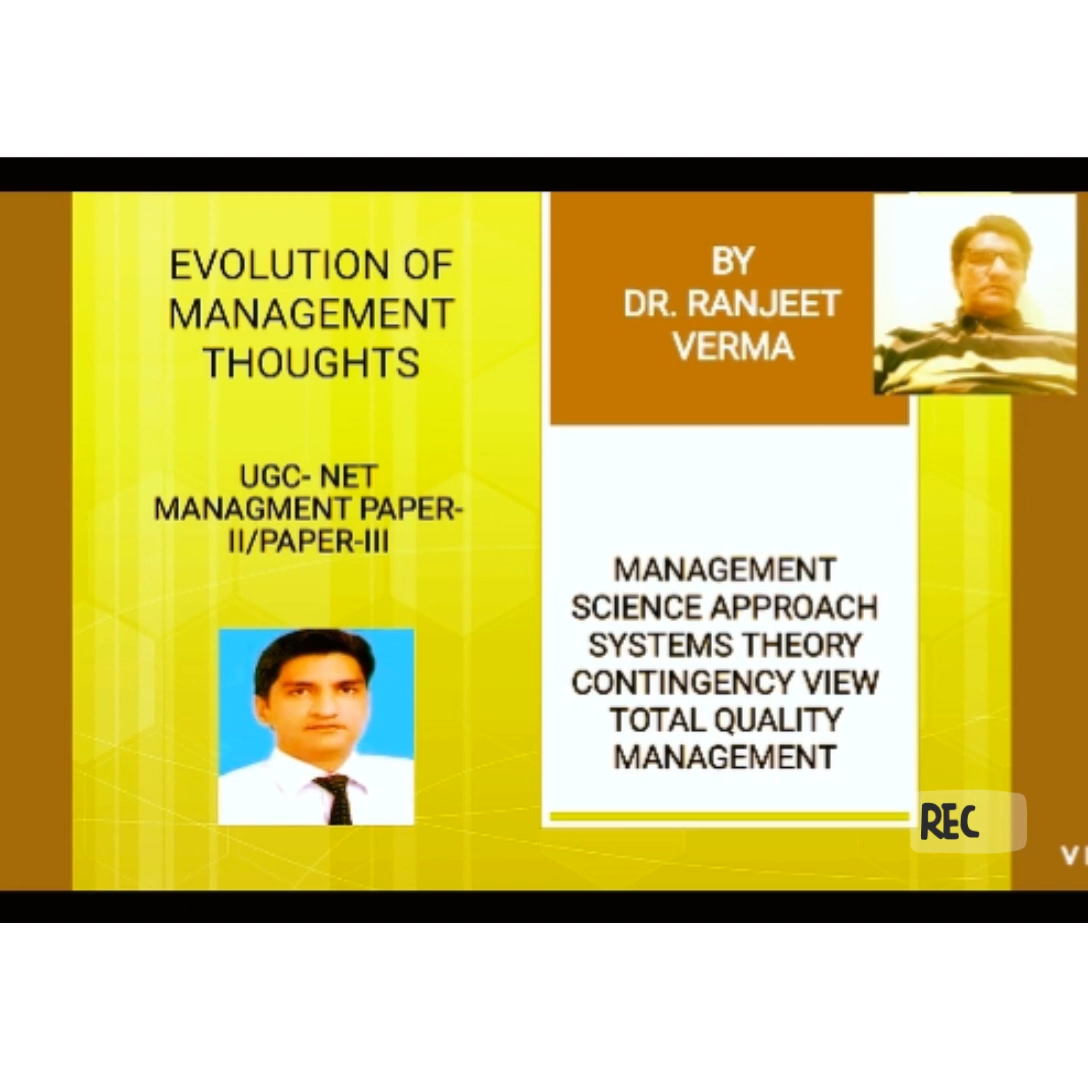 EVOLUTION OF
MANAGEMENT
THOUGHTS
UGC- NET
MANAGMENT PAPER-
II/PAPER-III
BY
DR. RANJEET
VERMA
MANAGEMENT
SCIENCE APPROACH
SYSTEMS THEORY
CONTINGENCY VIEW
TOTAL QUALITY
MANAGEMENT
REC